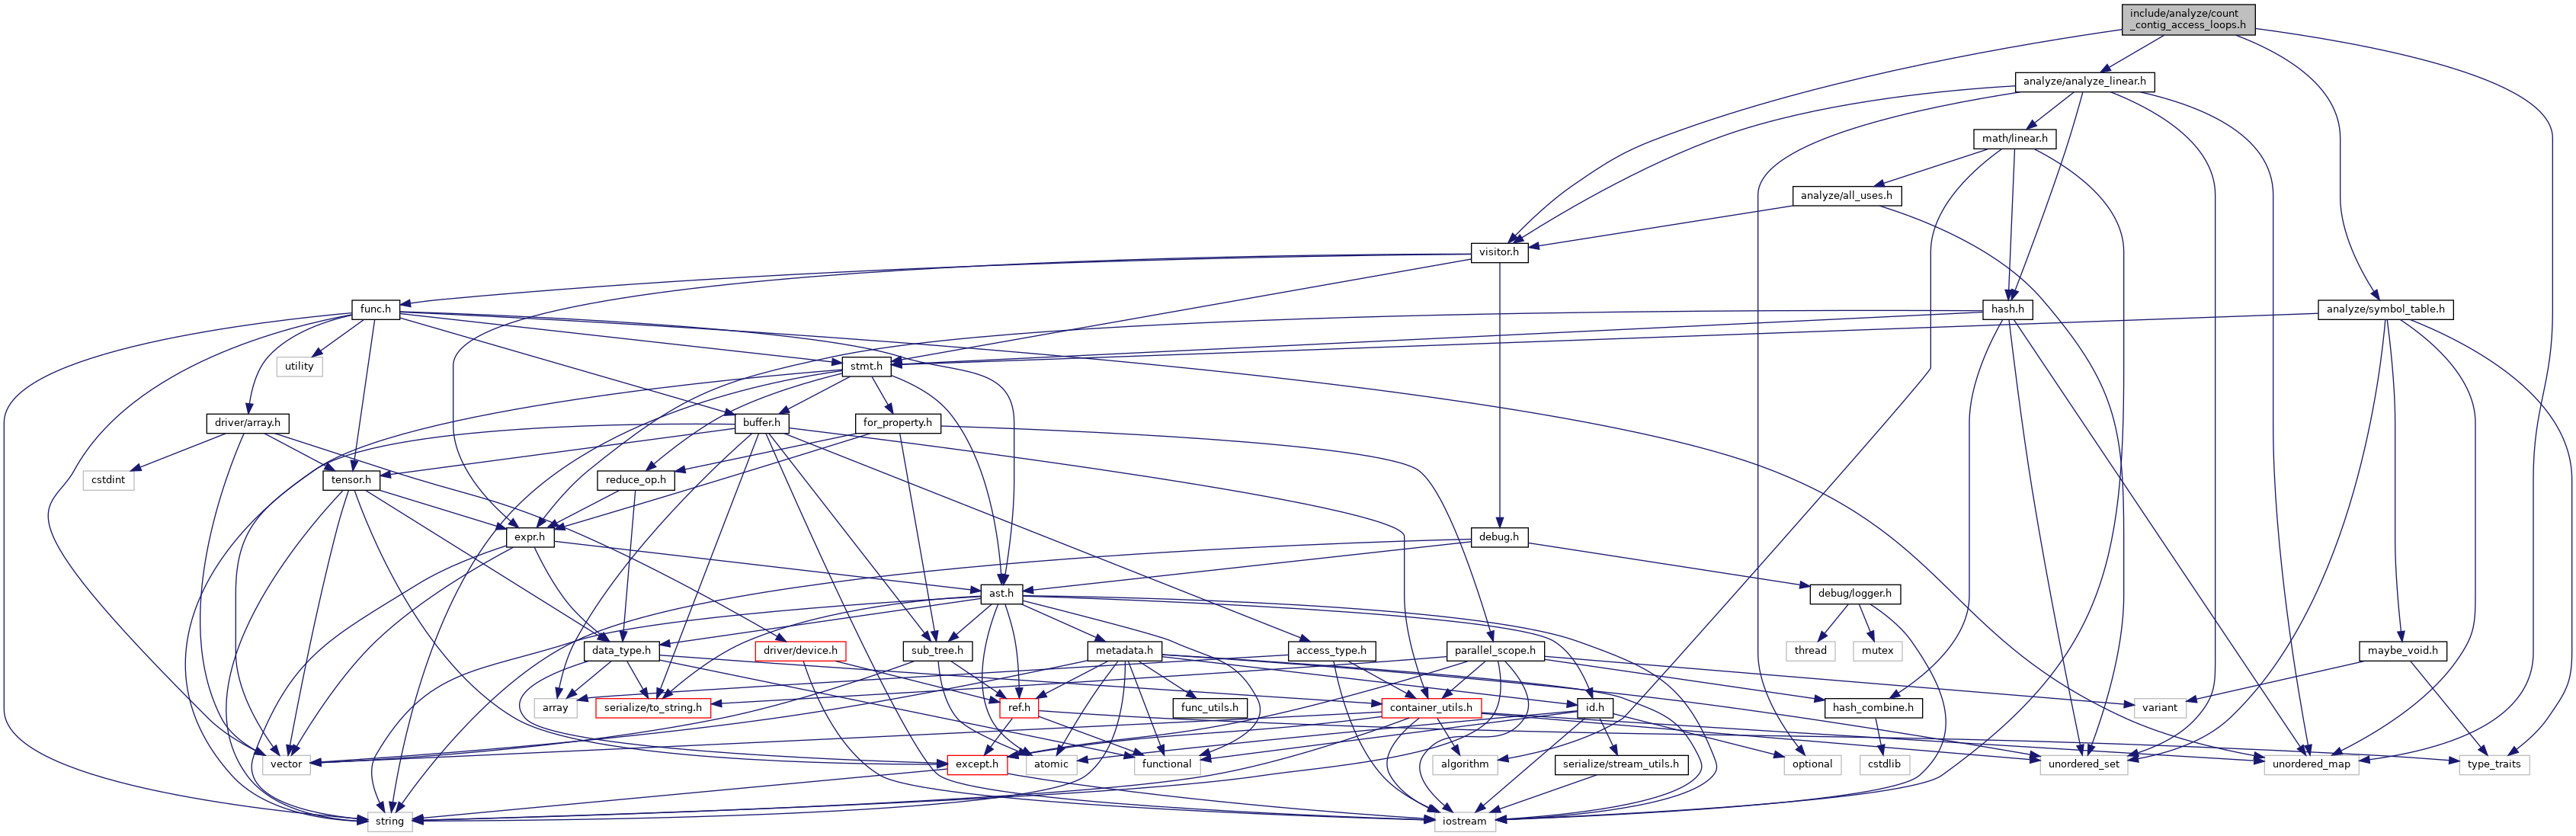 include/analyze/count
_contig_access_loops.h
analyze/analyze_linear.h
math/linear.h
analyze/all_uses.h
visitor.h
func.h
hash.h
analyze/symbol_table.h
utility
stmt.h
driver/array.h
buffer.h
for_property.h
cstdint
tensor.h
reduce_op.h
expr.h
debug.h
ast.h
debug/logger.h
data_type.h
driver/device.h
sub_tree.h
metadata.h
access_type.h
parallel_scope.h
thread
mutex
maybe_void.h
array
serialize/to_string.h
ref.h
func_utils.h
container_utils.h
id.h
hash_combine.h
variant
vector
except.h
atomic
functional
algorithm
serialize/stream_utils.h
optional
cstdlib
unordered_set
unordered_map
type_traits
string
iostream